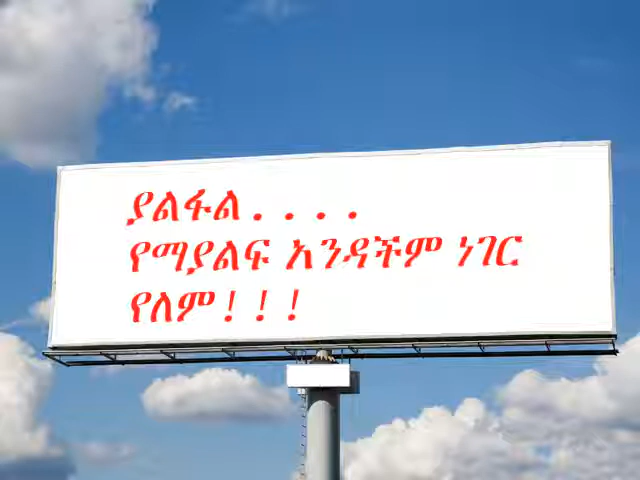 ያልፋል. . . .
የማያልፍ አንዳችም ነገር
የለም! ! !